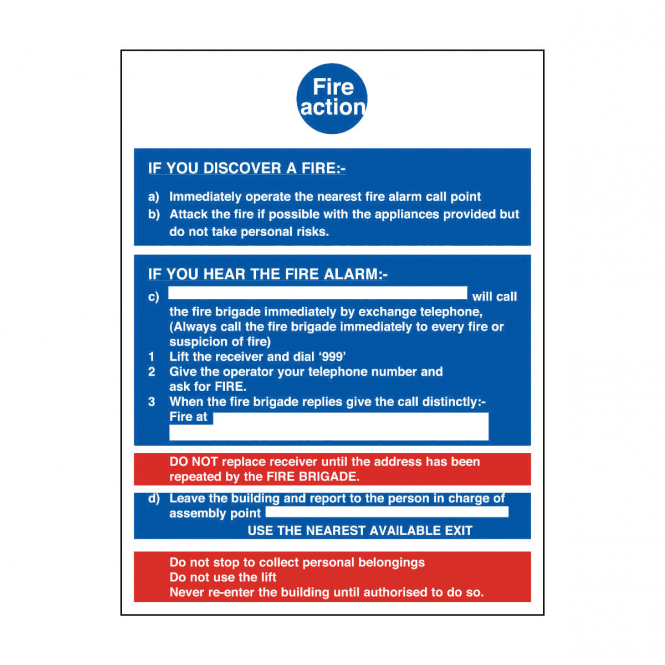 Fire
action
IF YOU DISCOVER A FIRE:-
a) Immediately operate the nearest fire alarm call point
b) Attack the fire if possible with the appliances provided but
do not take personal risks.
IF YOU HEAR THE FIRE ALARM:-
c) will call
the fire brigade immediately by exchange telephone,
(Always call the fire brigade immediately to every fire or
suspicion of fire)
1 Lift the receiver and dial ‘999’
2 Give the operator your telephone number and
ask for FIRE.
3 When the fire brigade replies give the call distinctly:-
Fire at
DO NOT replace receiver until the address has been
repeated by the FIRE BRIGADE.
d) Leave the building and report to the person in charge of
assembly point
USE THE NEAREST AVAILABLE EXIT
Do not stop to collect personal belongings
Do not use the lift
Never re-enter the building until authorised to do so.